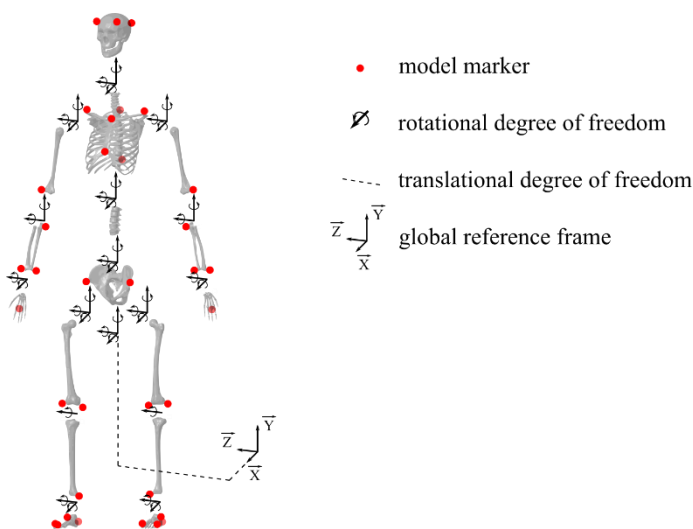 model marker
rotational degree of freedom
translational degree of freedom
Y
Z
X
global reference frame
Y
Z
X